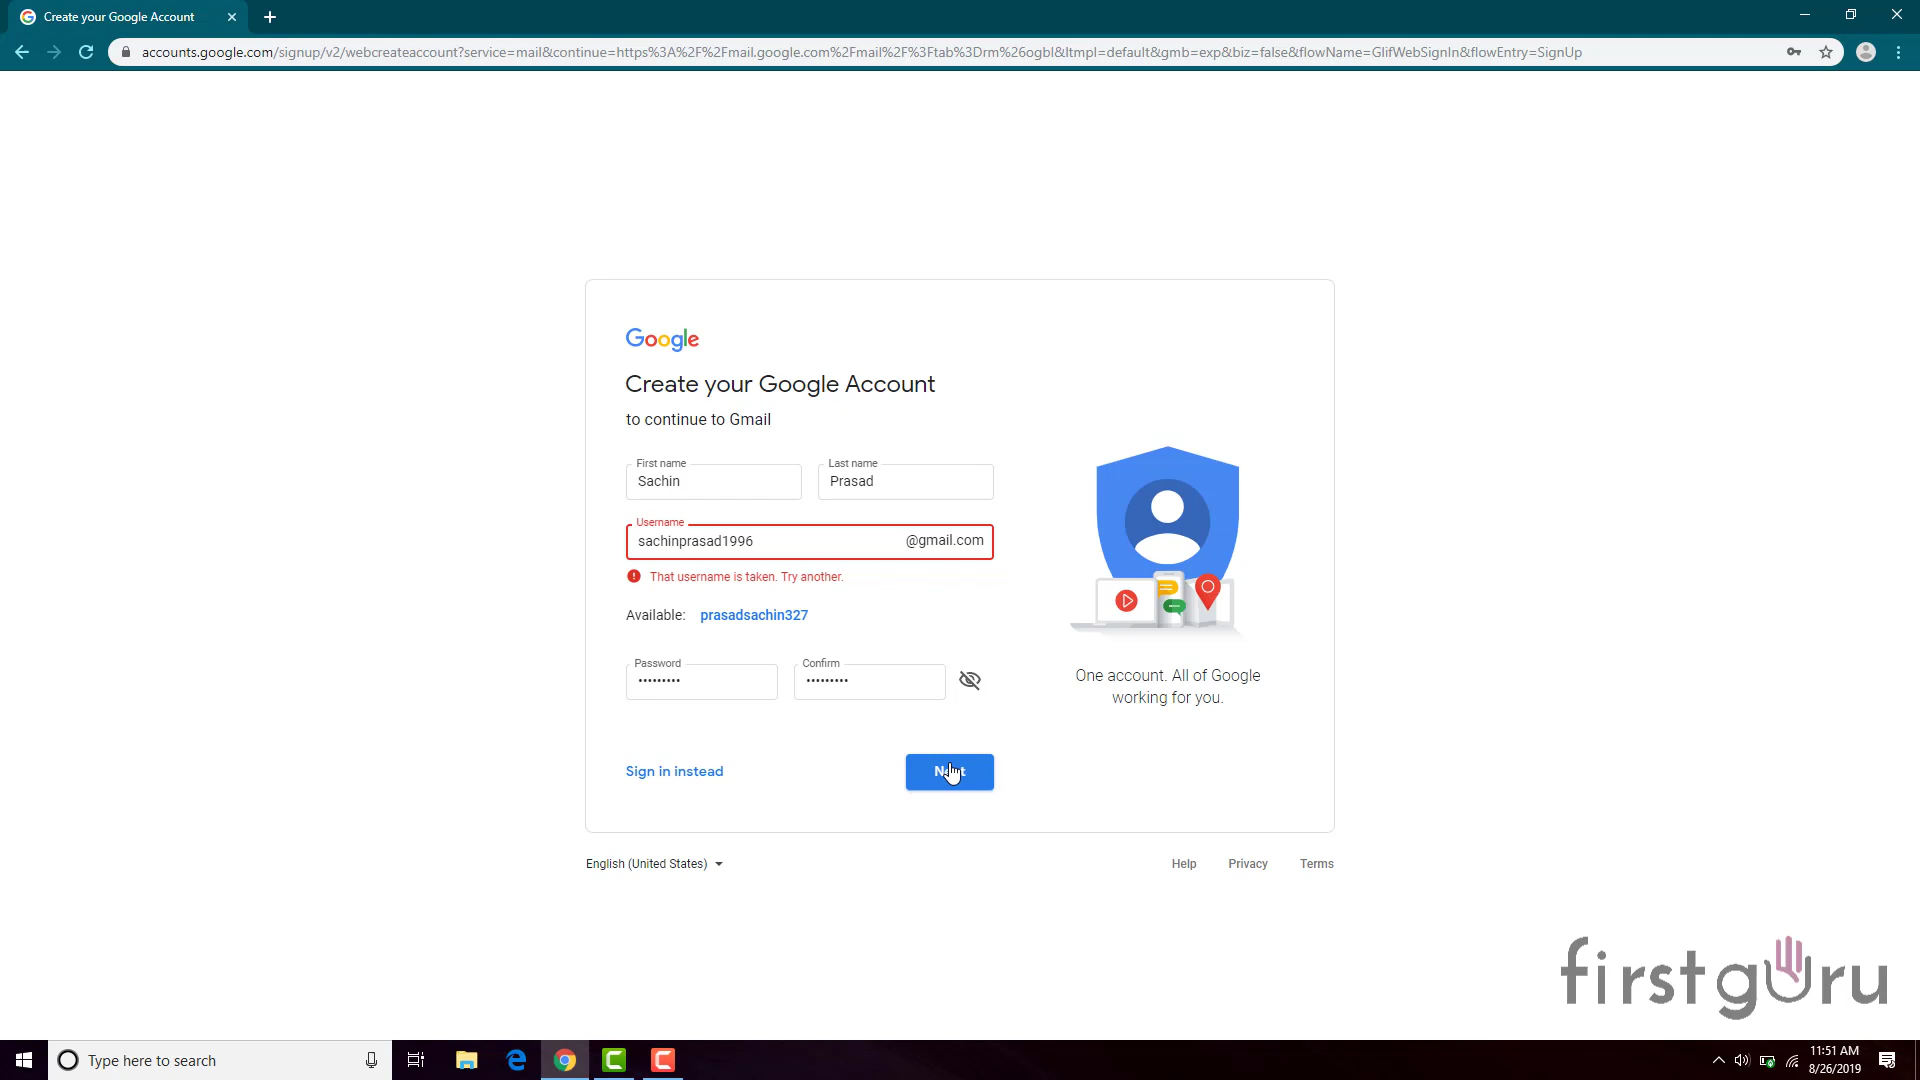 Create your Google Account
accounts.google.com/signup/v2/webcreateaccount?service=mail&continue=https%3A%2F%2Fmail.google.com%2Fmail%2F%3Ftab%3Drm%26ogbl&ltmpl=default&gmb=exp&biz=false&flowName=GlifWebSignIn&flowEntry=SignUp
Google
Create your Google Account
to continue to Gmail
First name
Sachin
Last name
Prasad
Username
sachinprasad1996
@gmail.com
That username is taken. Try another.
Available: prasadsachin327
Password
Confirm
One account. All of Google
working for you.
Sign in instead
Next
English (United States)
Help Privacy Terms
firstguru
Type here to search
11:51 AM
8/26/2019